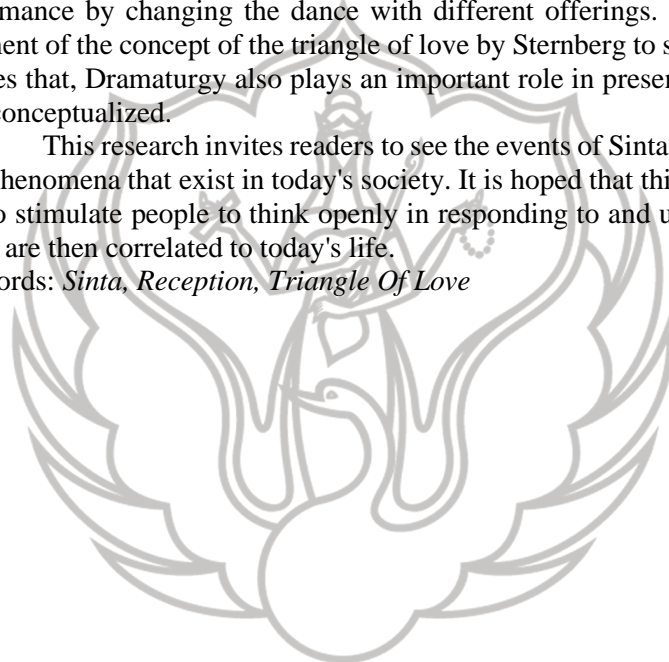 mance by changing the dance with different offerings.
ment of the concept of the triangle of love by Sternberg to s
es that, Dramaturgy also plays an important role in presen
conceptualized.
This research invites readers to see the events of Sinta
henomena that exist in today's society. It is hoped that thi
o stimulate people to think openly in responding to and u
are then correlated to today's life.
ords: Sinta, Reception, Triangle Of Love